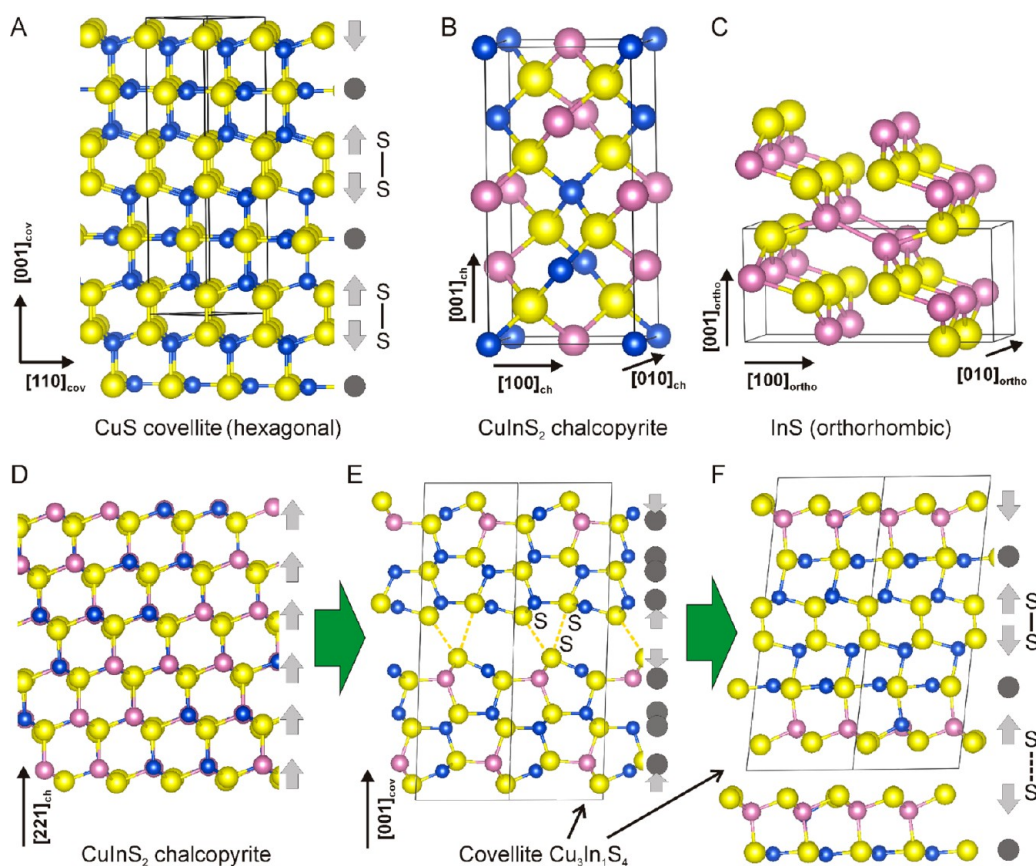 A
B
C
S
S
S
S
[001]cov
[110]cov
[001]ch
[100]ch
[010]ch
[001]ortho
[100]ortho
[010]ortho
CuS covellite (hexagonal)
CuInS₂ chalcopyrite
InS (orthorhombic)
D
E
F
S
S
S
S
S
S
S
[221]ch
[001]cov
CuInS₂ chalcopyrite
Covellite Cu₃In₁S₄